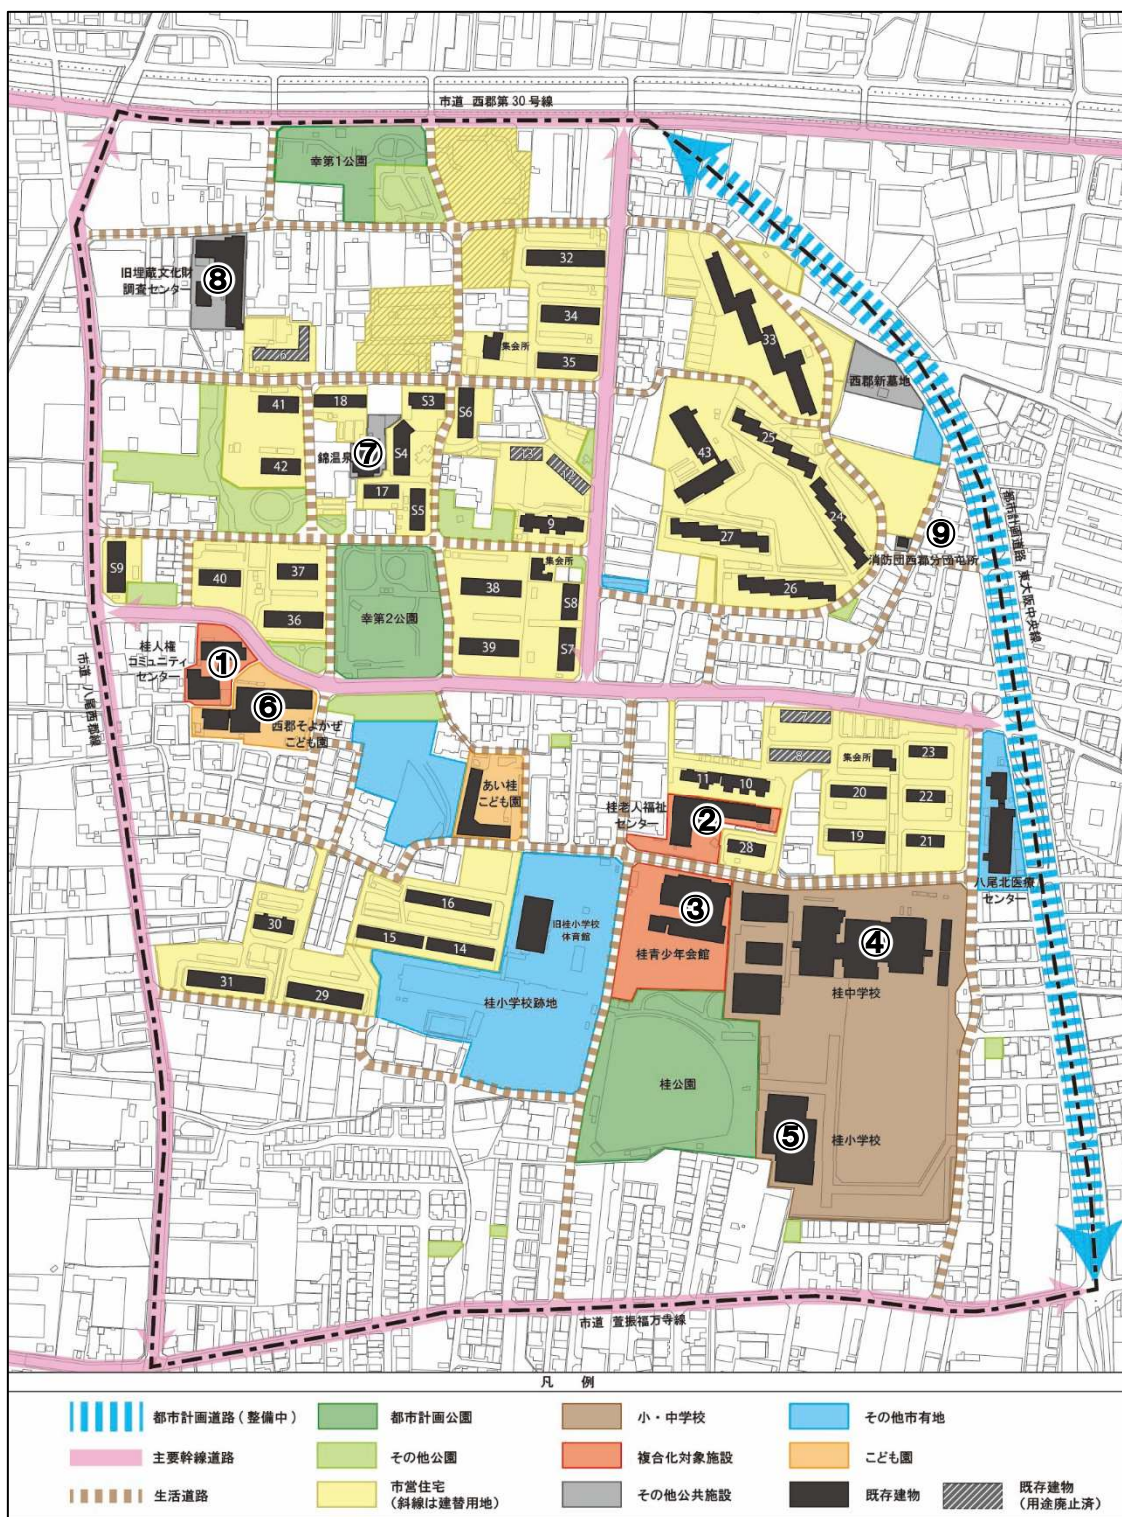 市道 西郡第30号線
幸第1公園
32
旧埋蔵文化財
調査センター
⑧
34
33
6
集会所
35
西郡新墓地
41
18
S3
S6
25
⑦
錦温泉
S4
43
42
13
17
S5
9
24
27
⑨
消防団西郡分団屯所
都市計画道路 東大阪中央線
S9
40
37
集会所
38
26
S8
36
幸第2公園
39
S7
桂人権
コミュニティ
センター
①
市道 八尾西郡線
⑥
西郡そよかぜ
こども園
7
8
集会所
23
あい桂
こども園
11
10
20
22
桂老人福祉
センター
②
28
19
21
八尾北医療
センター
16
30
旧桂小学校
体育館
③
④
15
14
桂青少年会館
31
29
桂小学校跡地
桂中学校
桂公園
⑤
桂小学校
市道 萱振福万寺線
凡 例
都市計画道路(整備中)
都市計画公園
小・中学校
その他市有地
主要幹線道路
その他公園
複合化対象施設
こども園
生活道路
市営住宅
(斜線は建替用地)
その他公共施設
既存建物
既存建物
(用途廃止済)